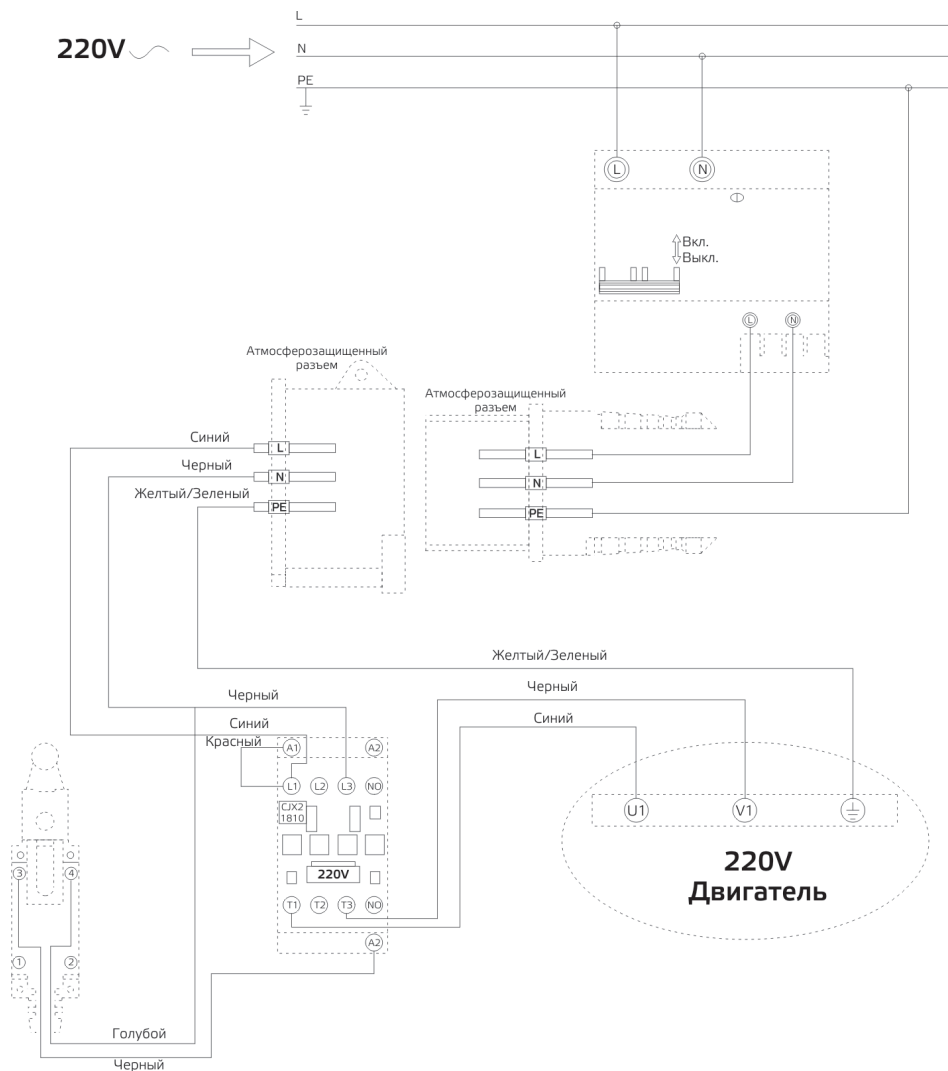 L
220V
N
PE
L
N
Вкл.
Выкл.
L
N
Атмосферозащищенный
разъем
Атмосферозащищенный
разъем
Синий
L
L
Черный
N
N
Желтый/Зеленый
PE
PE
Желтый/Зеленый
Черный
Черный
Синий
Синий
Красный
A1
A2
L1
L2
L3
NO
CJX2
1810
U1
V1
220V
Двигатель
220V
3
4
T1
T2
T3
NO
A2
1
2
Голубой
Черный